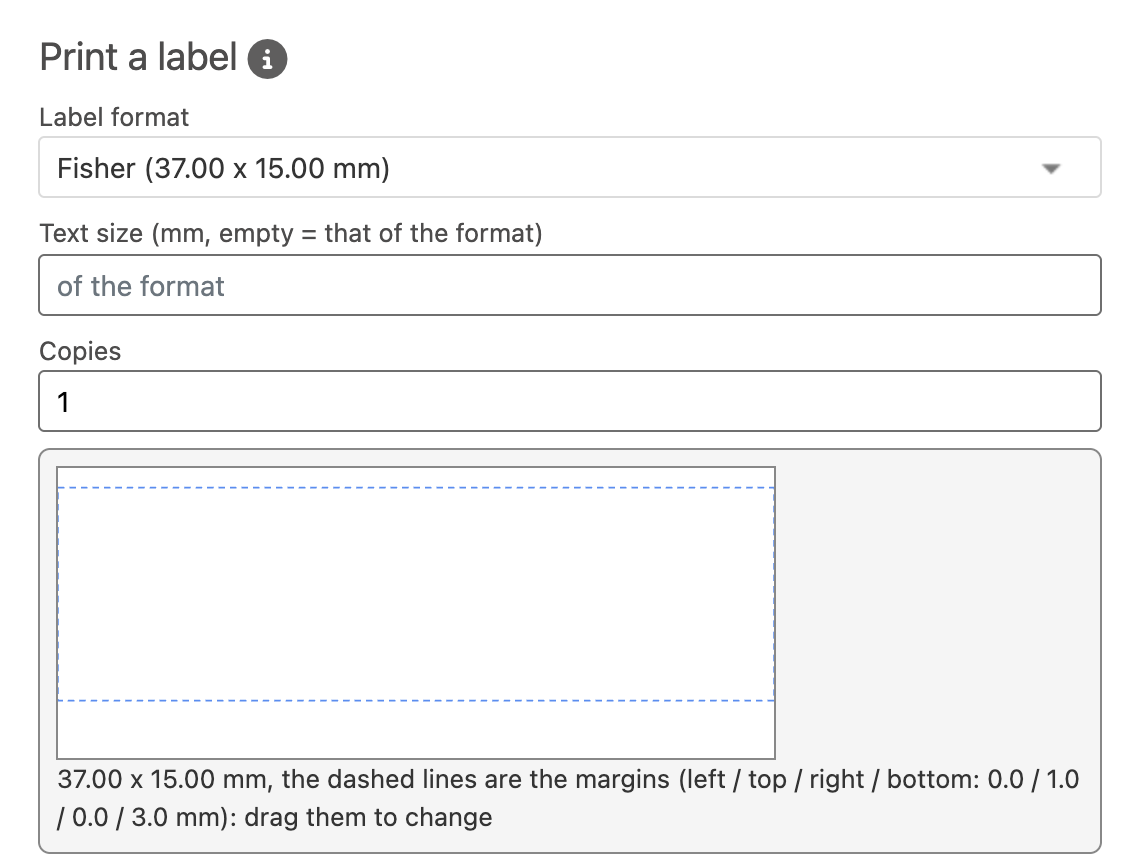 Print a label
Label format
Fisher (37.00 x 15.00 mm)
Text size (mm, empty = that of the format)
of the format
Copies
1
37.00 x 15.00 mm, the dashed lines are the margins (left / top / right / bottom: 0.0 / 1.0
/ 0.0 / 3.0 mm): drag them to change